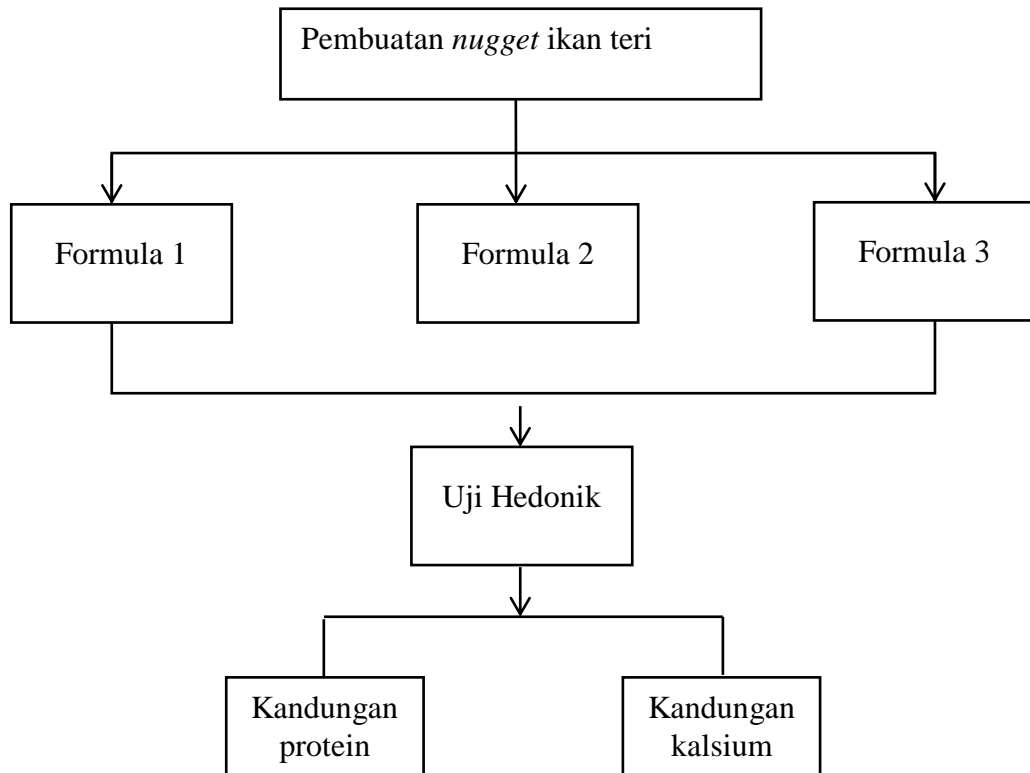 Pembuatan nugget ikan teri
Formula 1
Formula 2
Formula 3
Uji Hedonik
Kandungan
protein
Kandungan
kalsium